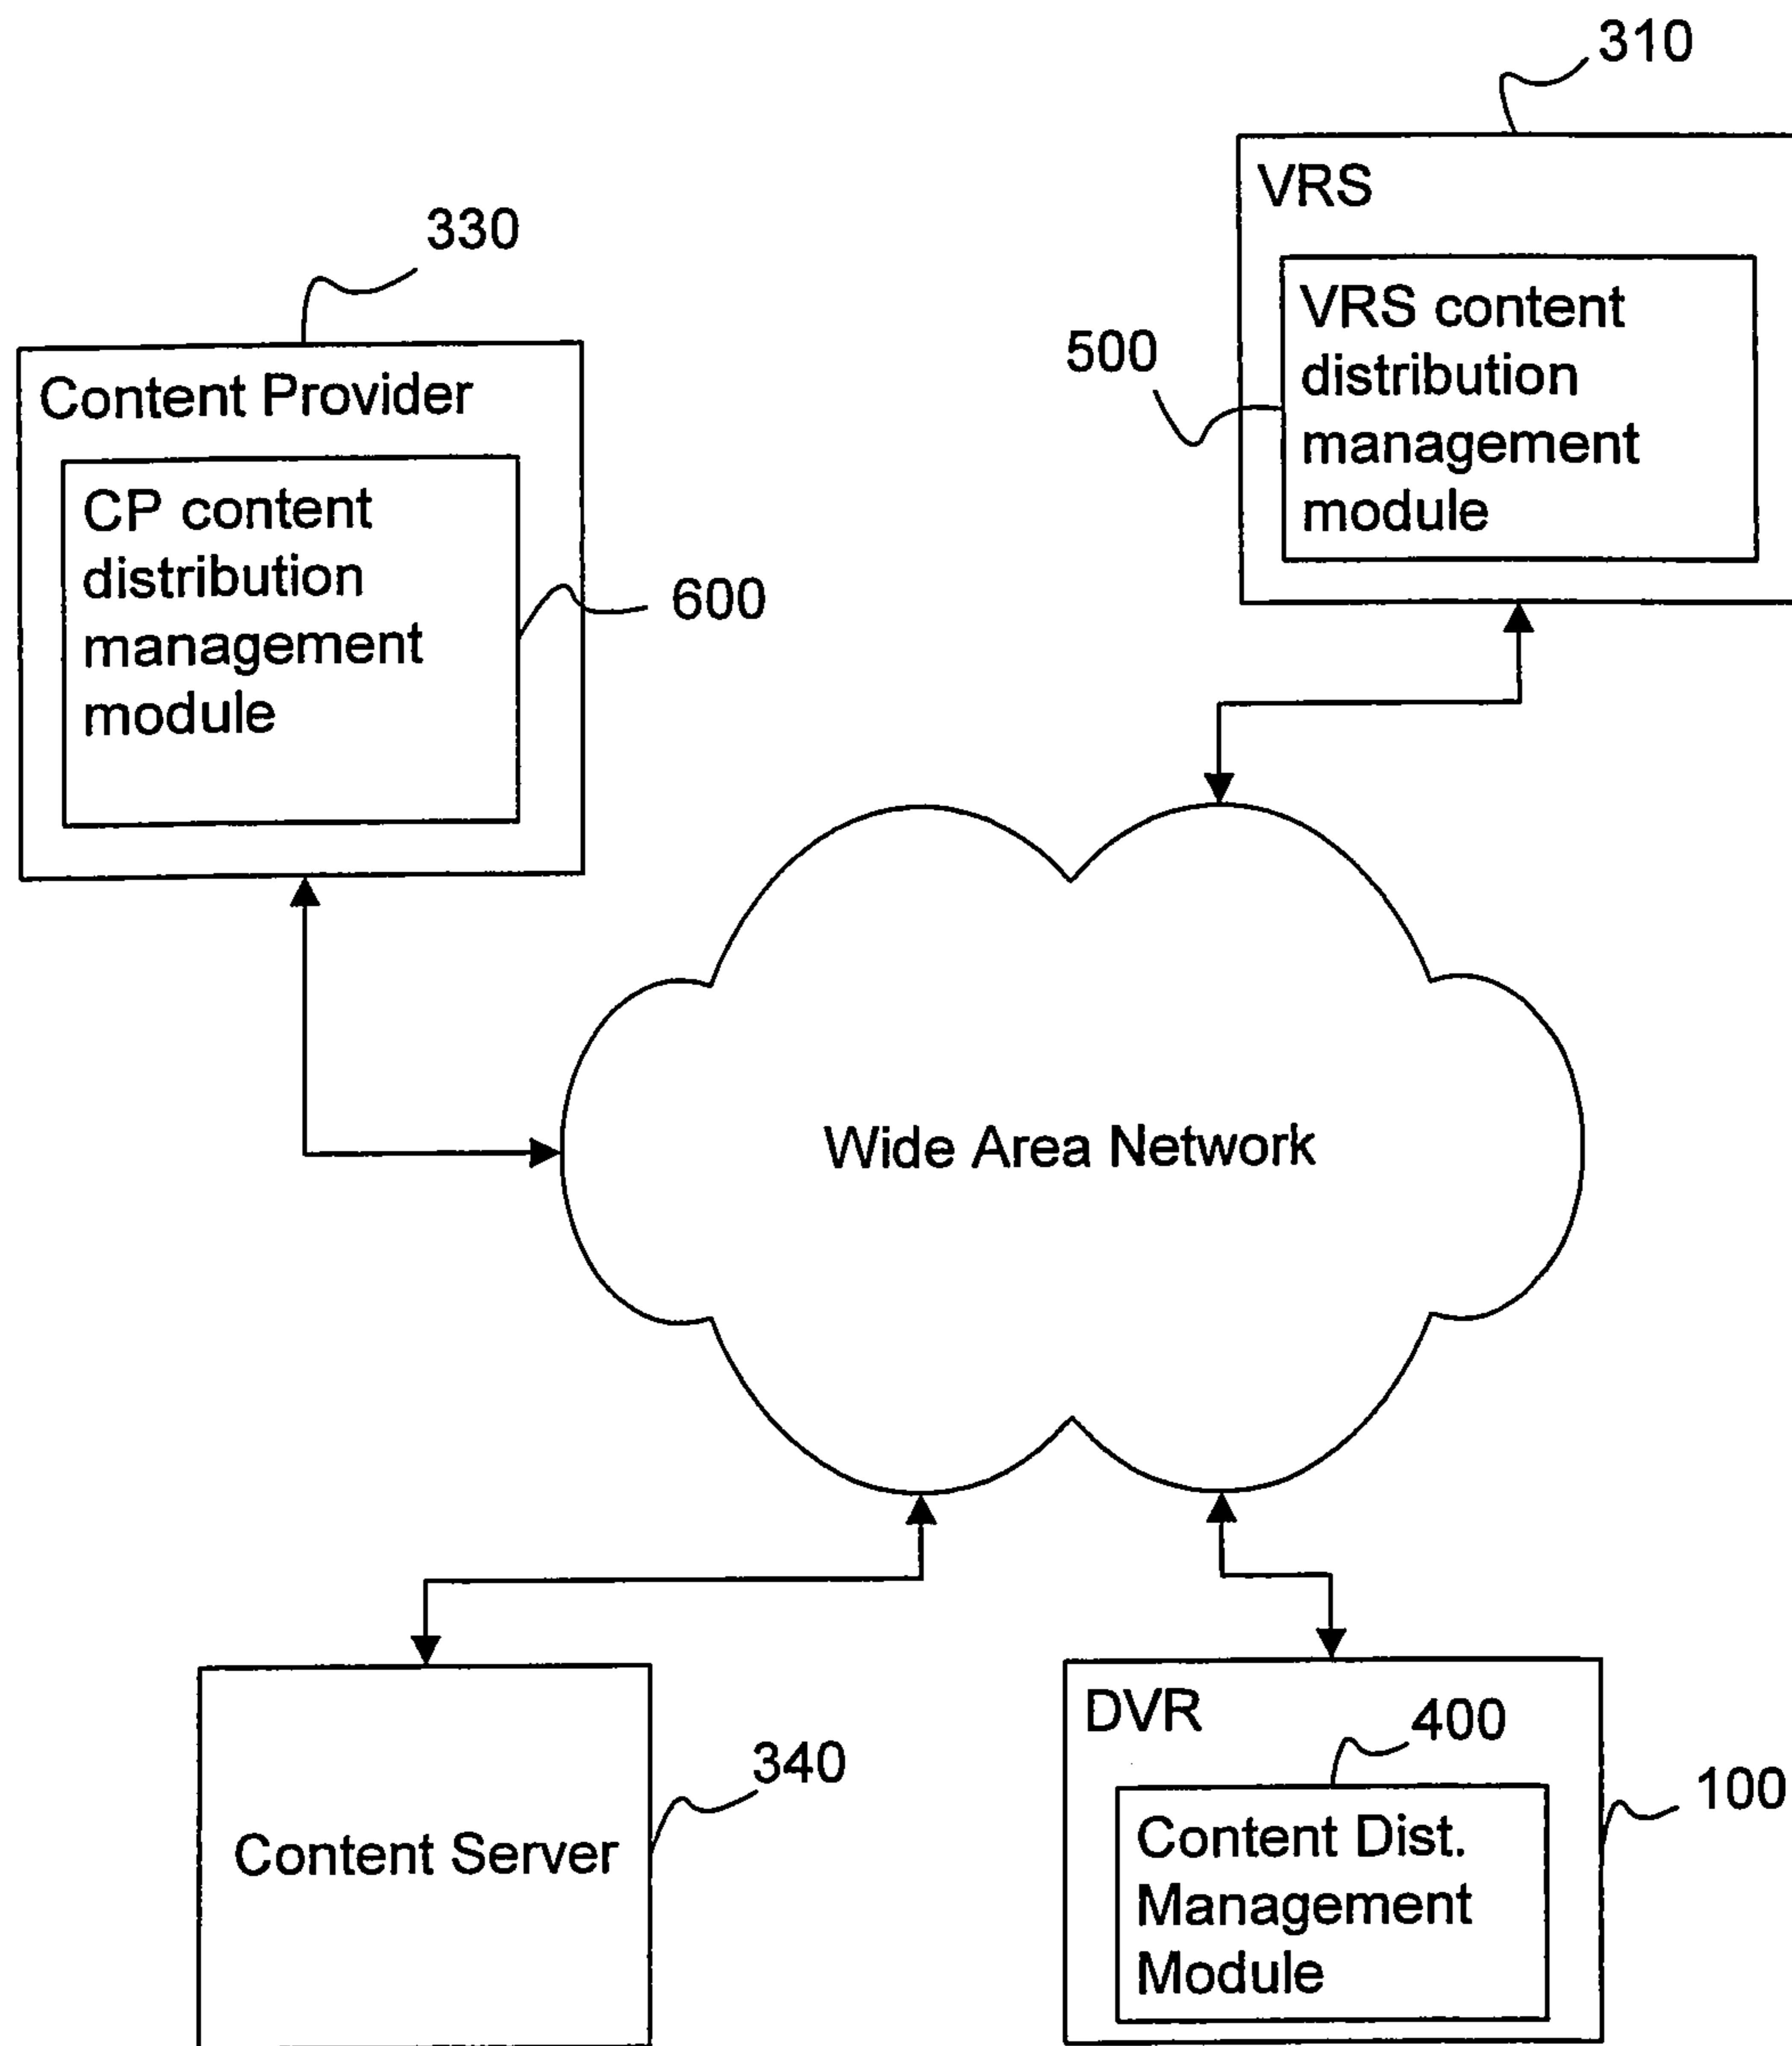 310
VRS
330
VRS content
distribution
management
module
500
Content Provider
CP content
distribution
management
module
600
Wide Area Network
DVR
400
340
100
Content Server
Content Dist.
Management
Module